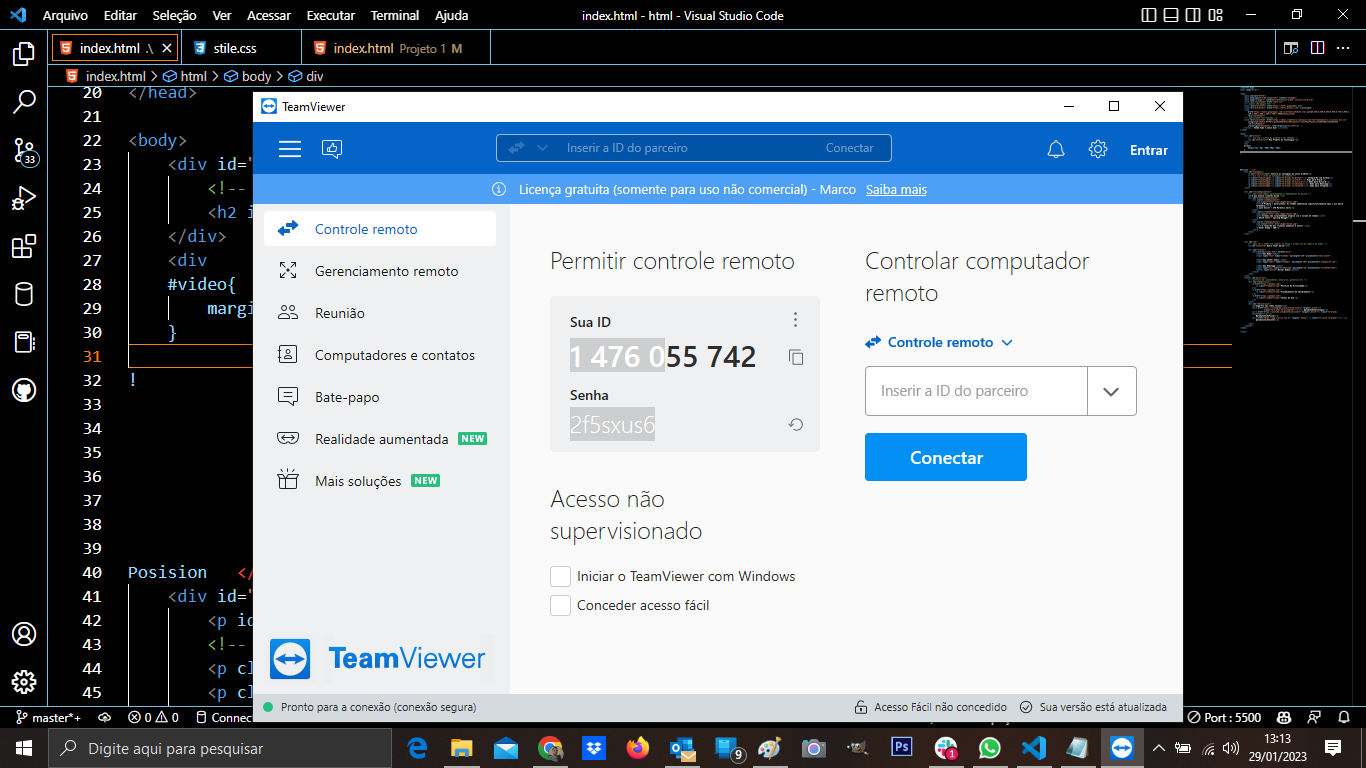 Arquivo Editar Seleção Ver Acessar Executar Terminal Ajuda index.html - html - Visual Studio Code
index.html .\ stile.css index.html Projeto 1 M
index.html > html > body > div
20 </head>
21
22 <body>
23 <div id="
24 <!--
25 <h2 i
26 </div>
27 <div
28 #video{
29 margi
30 }
31
32 !
33
34
35
36
37
38
39
40 Posision </
41 <div id="
42 <p id
43 <!--
44 <p cl
45 <p cl
33
TeamViewer
Inserir a ID do parceiro Conectar Entrar
Licença gratuita (somente para uso não comercial) - Marco Saiba mais
Controle remoto
Gerenciamento remoto
Reunião
Computadores e contatos
Bate-papo
Realidade aumentada NEW
Mais soluções NEW
TeamViewer
Permitir controle remoto
Sua ID
1 476 055 742
Senha
2f5sxus6
Acesso não
supervisionado
Iniciar o TeamViewer com Windows
Conceder acesso fácil
Controlar computador
remoto
Controle remoto
Inserir a ID do parceiro
Conectar
Pronto para a conexão (conexão segura) Acesso Fácil não concedido Sua versão está atualizada
master*+ 0 0 Connec Port : 5500
Digite aqui para pesquisar 9 Ps 1 13:13
29/01/2023